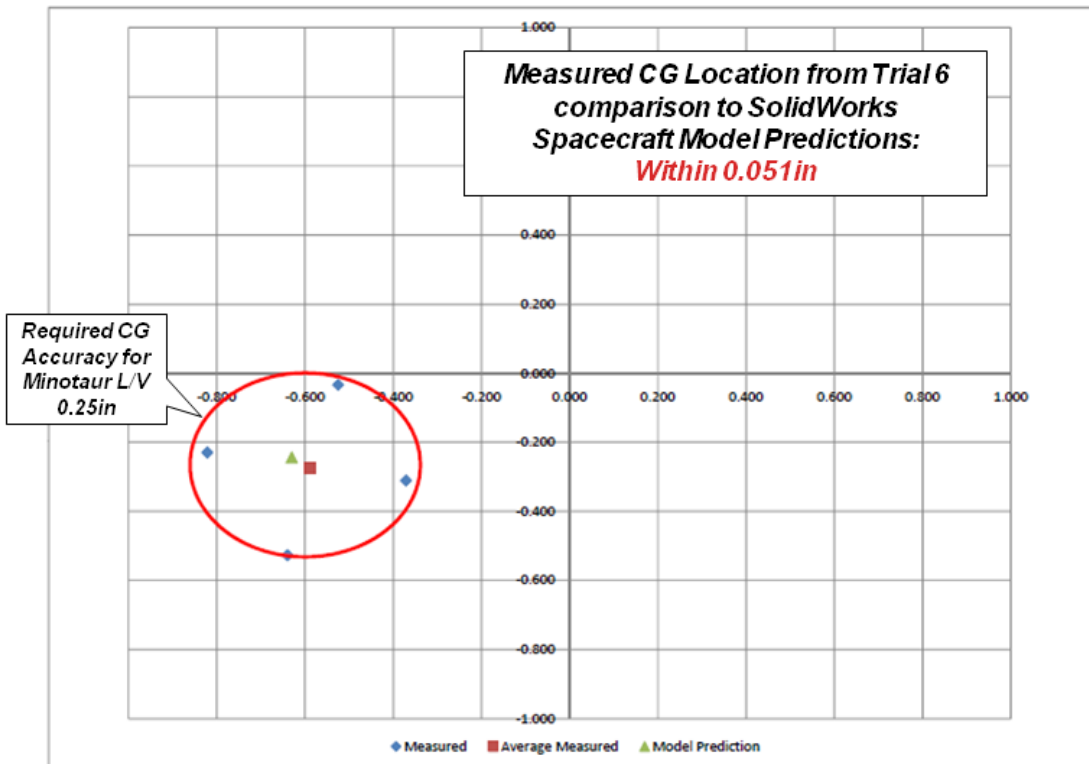 1.000
Measured CG Location from Trial 6
comparison to SolidWorks
Spacecraft Model Predictions:
Within 0.051in
0.400
0.200
Required CG
Accuracy for
Minotaur L/V
0.25in
0.000
-0.800 -0.600 -0.400 -0.200 0.000 0.200 0.400 0.600 0.800 1.000
-0.200
-0.400
-0.600
-0.800
-1.000
Measured Average Measured Model Prediction